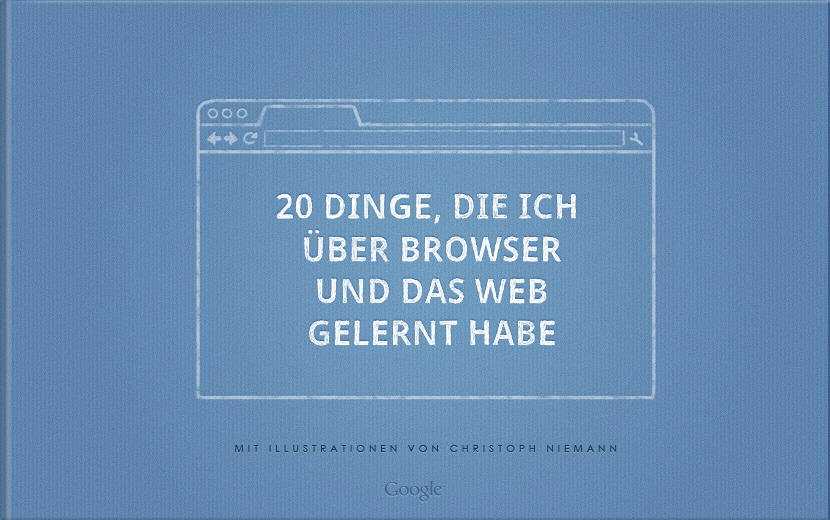 20 DINGE, DIE ICH
ÜBER BROWSER
UND DAS WEB
GELERNT HABE
MIT ILLUSTRATIONEN VON CHRISTOPH NIEMANN
Google